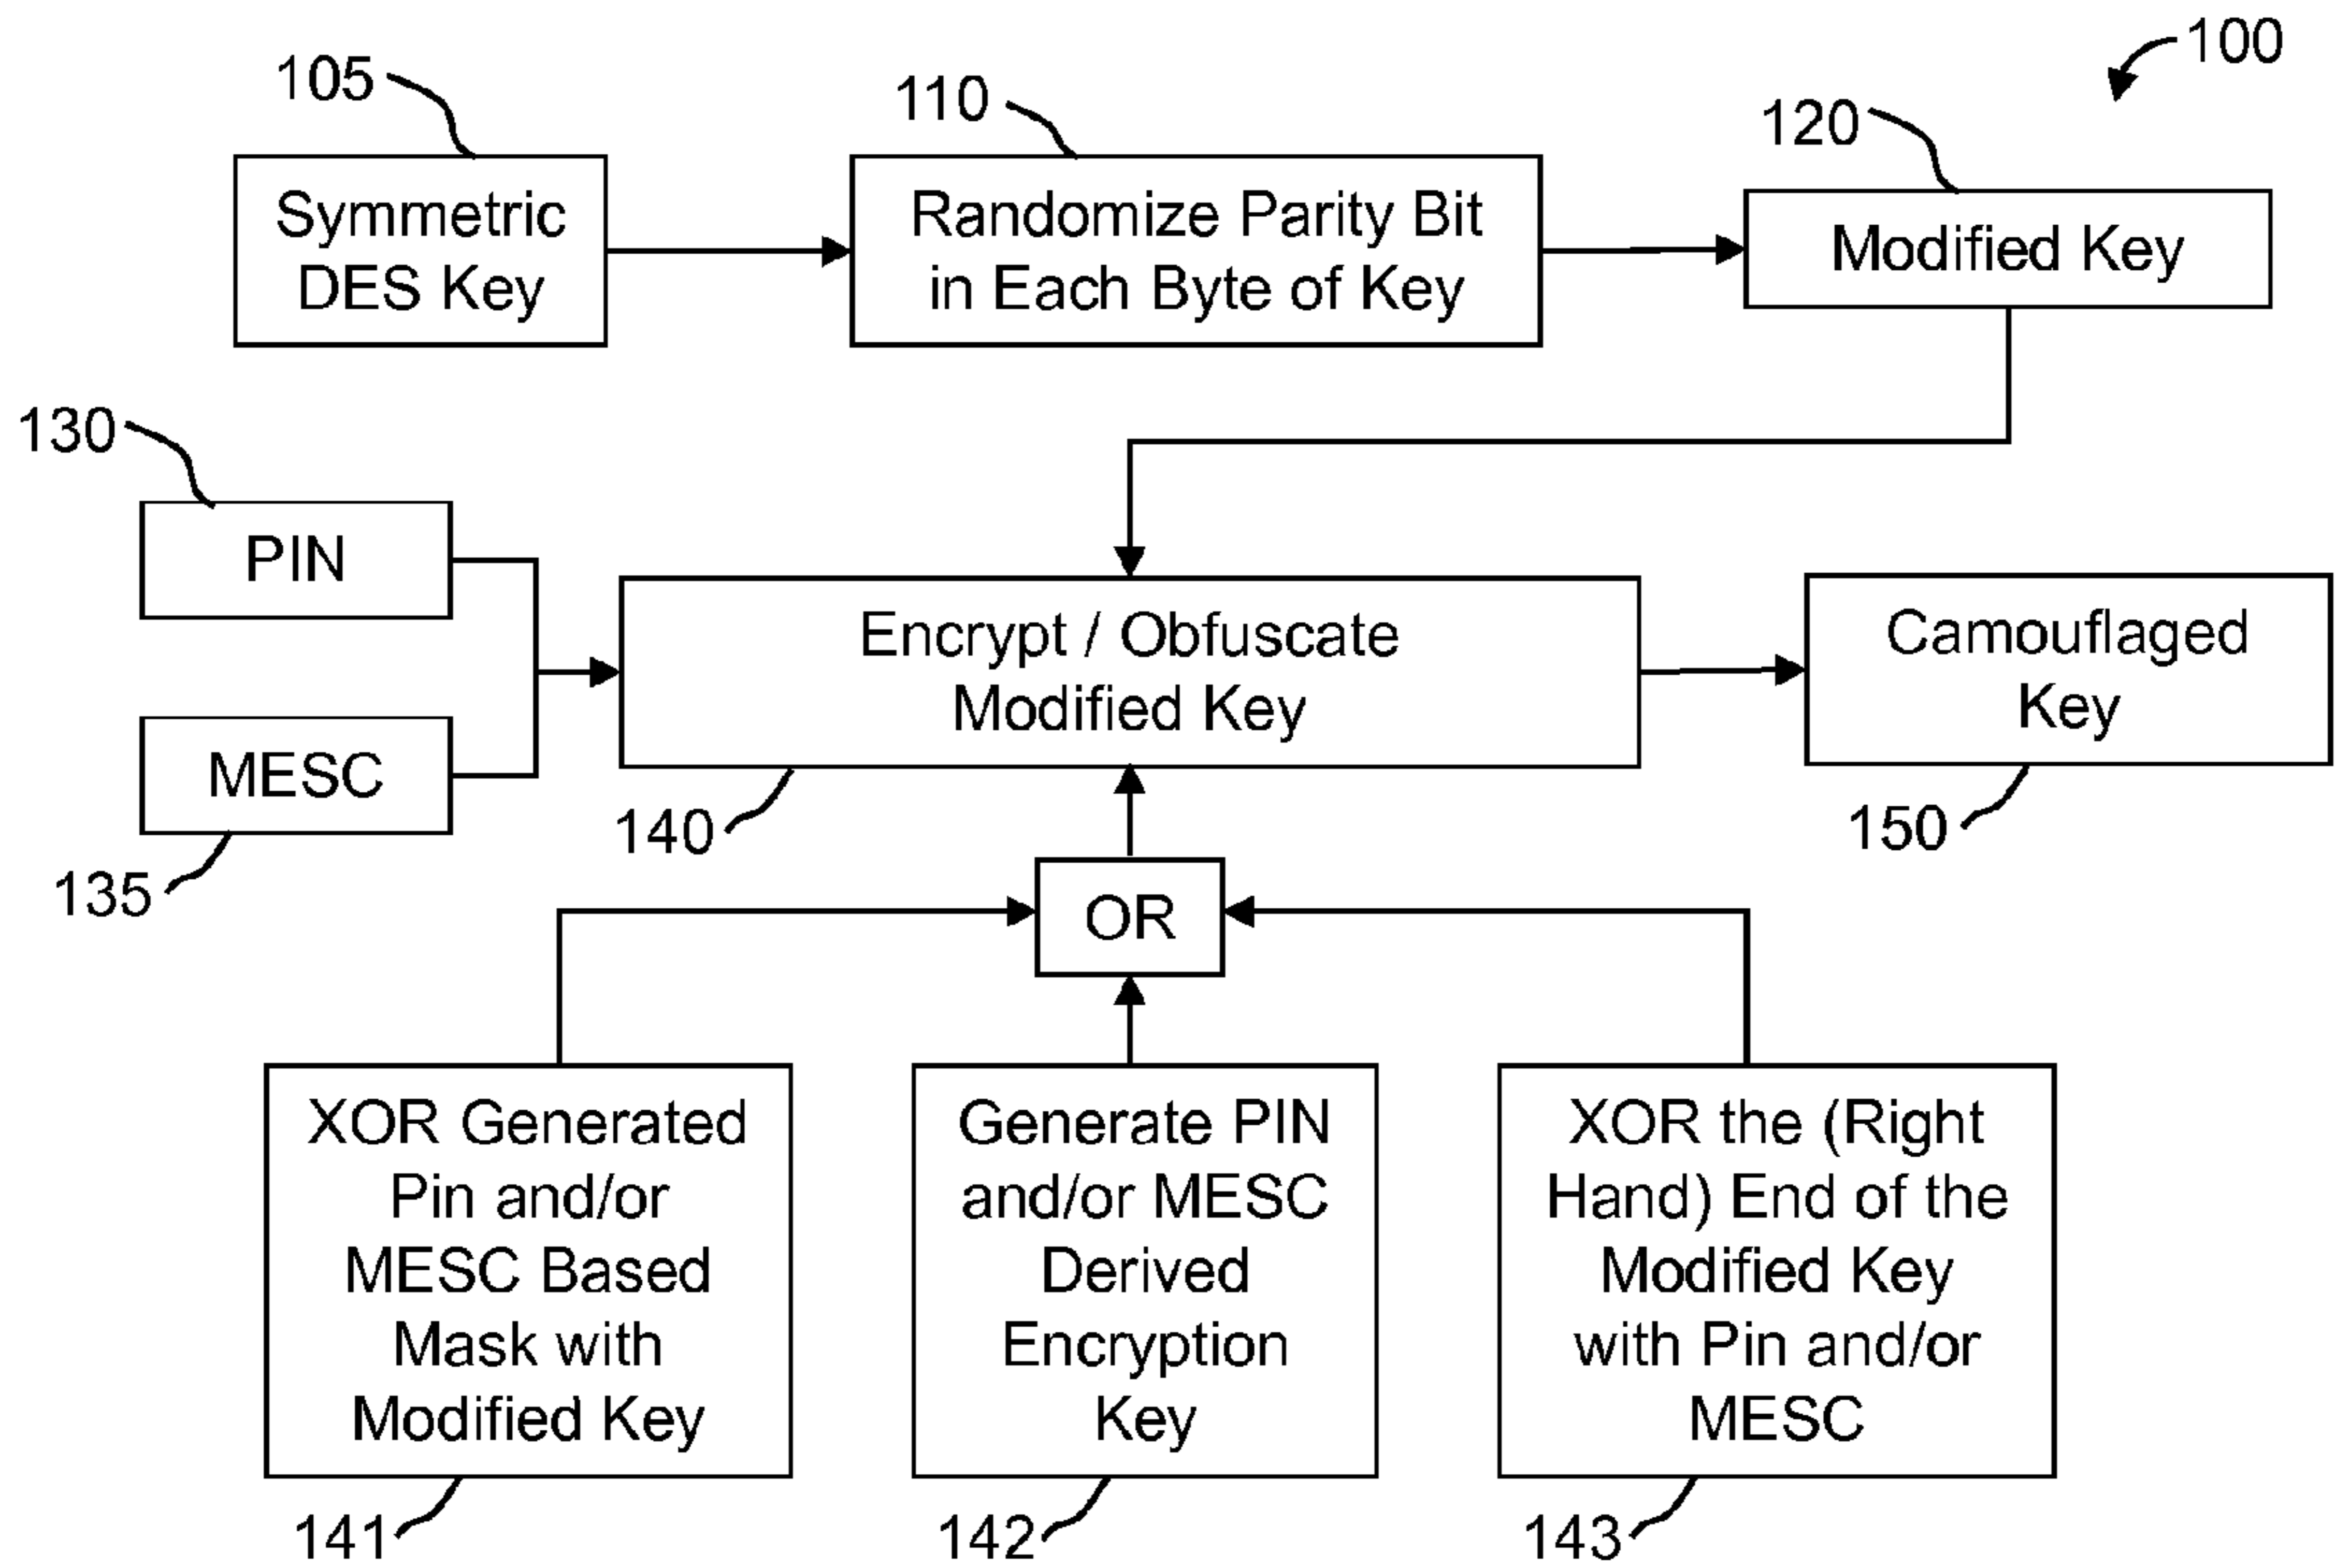 100
105
110
120
Symmetric
DES Key
Randomize Parity Bit
in Each Byte of Key
Modified Key
130
PIN
MESC
135
Encrypt / Obfuscate
Modified Key
140
Camouflaged
Key
150
OR
XOR Generated
Pin and/or
MESC Based
Mask with
Modified Key
141
Generate PIN
and/or MESC
Derived
Encryption
Key
142
XOR the (Right
Hand) End of the
Modified Key
with Pin and/or
MESC
143